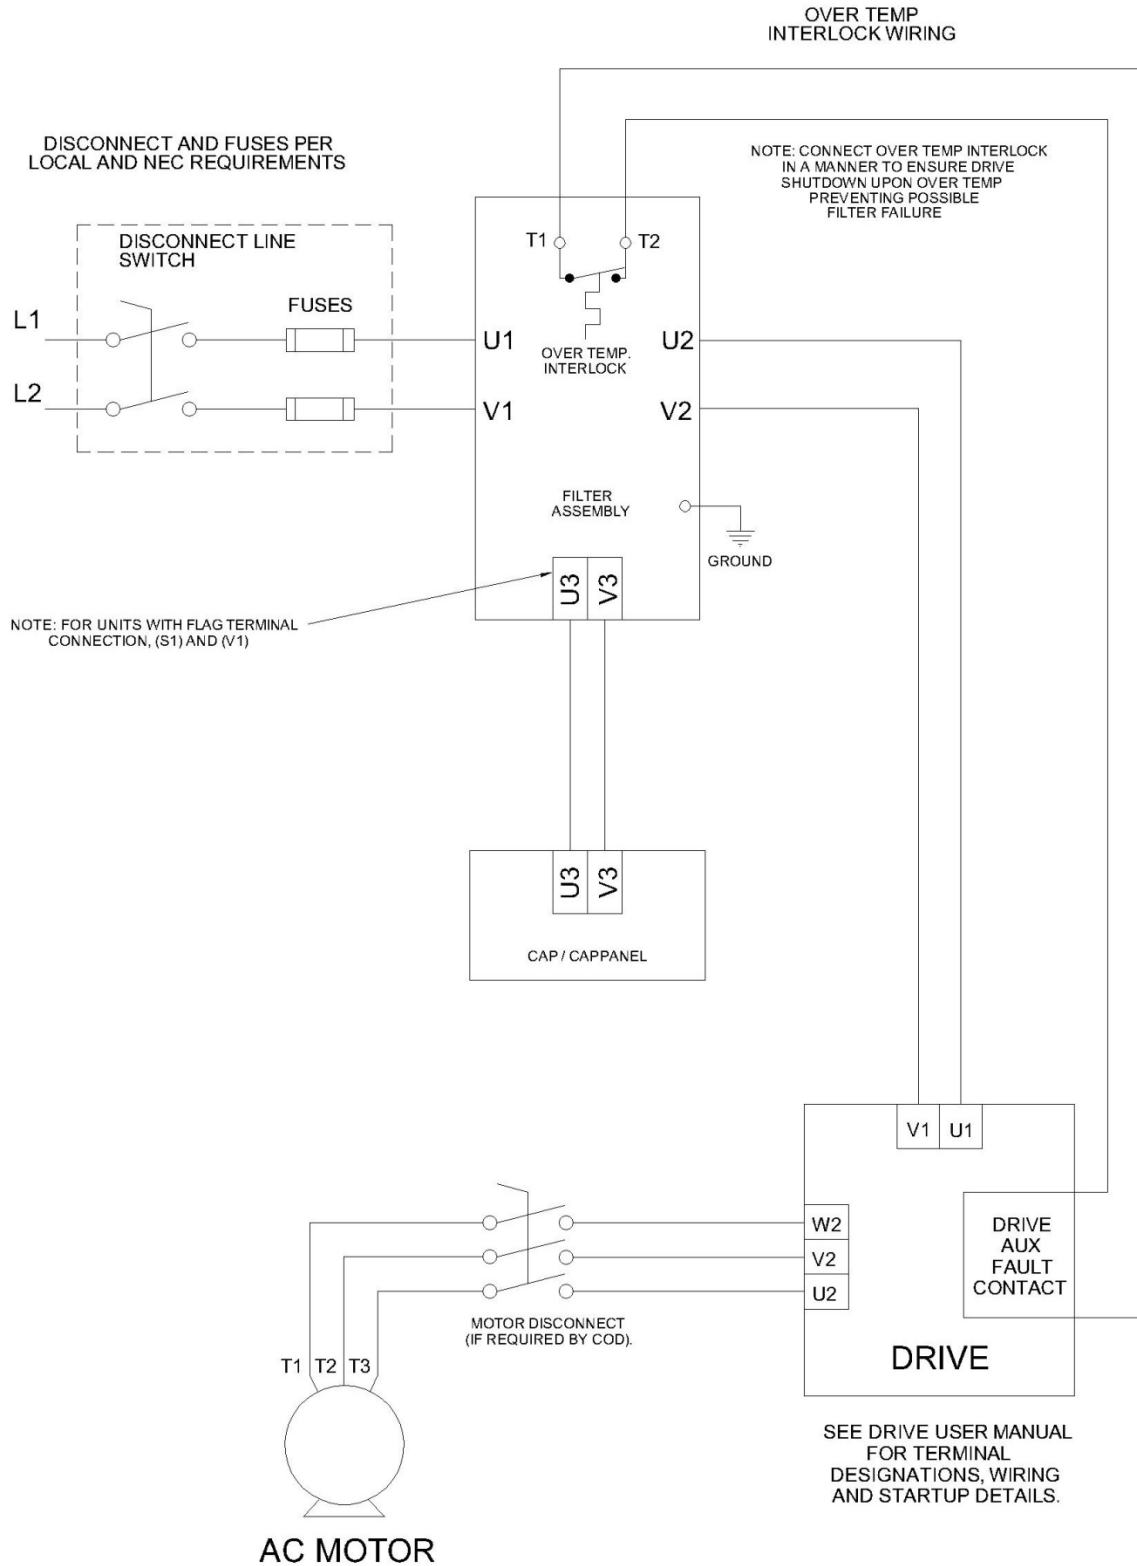 OVER TEMP
INTERLOCK WIRING
DISCONNECT AND FUSES PER
LOCAL AND NEC REQUIREMENTS
NOTE: CONNECT OVER TEMP INTERLOCK
IN A MANNER TO ENSURE DRIVE
SHUTDOWN UPON OVER TEMP
PREVENTING POSSIBLE
FILTER FAILURE
DISCONNECT LINE
SWITCH
T1
T2
FUSES
L1
U1
U2
OVER TEMP.
INTERLOCK
L2
V1
V2
FILTER
ASSEMBLY
GROUND
U3
V3
NOTE: FOR UNITS WITH FLAG TERMINAL
CONNECTION, (S1) AND (V1)
U3
V3
CAP / CAPPANEL
V1
U1
W2
V2
U2
DRIVE
AUX
FAULT
CONTACT
MOTOR DISCONNECT
(IF REQUIRED BY COD).
DRIVE
T1
T2
T3
SEE DRIVE USER MANUAL
FOR TERMINAL
DESIGNATIONS, WIRING
AND STARTUP DETAILS.
AC MOTOR